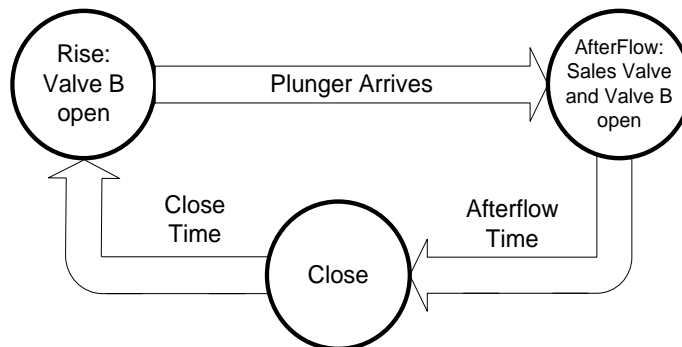 Rise:
Valve B
open
Plunger Arrives
AfterFlow:
Sales Valve
and Valve B
open
Close
Time
Afterflow
Time
Close